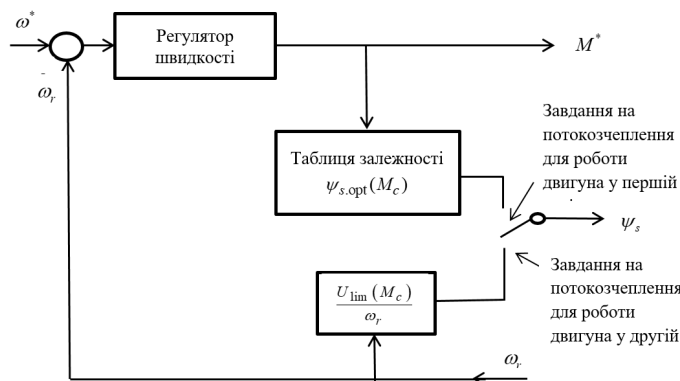 ω*
Регулятор
швидкості
M*
-
ω_r
Завдання на
потокозчеплення
для роботи
двигуна у першій
.
Таблиця залежності
ψ_s.opt(M_c)
ψ_s
U_lim(M_c)
ω_r
Завдання на
потокозчеплення
для роботи
двигуна у другій
ω_r